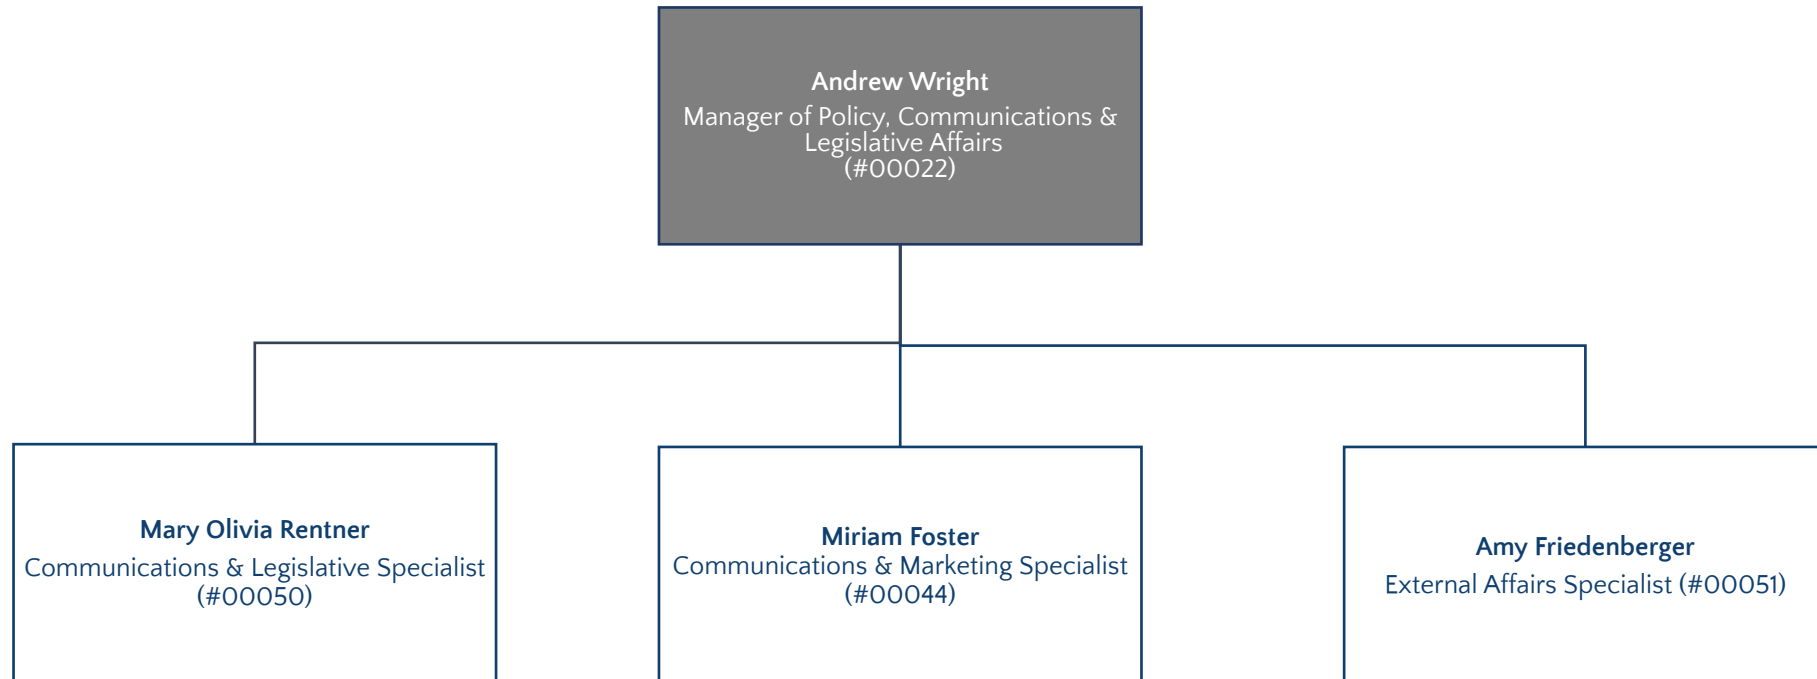 Andrew Wright
Manager of Policy, Communications &
Legislative Affairs
(#00022)
Mary Olivia Rentner
Communications & Legislative Specialist
(#00050)
Miriam Foster
Communications & Marketing Specialist
(#00044)
Amy Friedenberger
External Affairs Specialist (#00051)